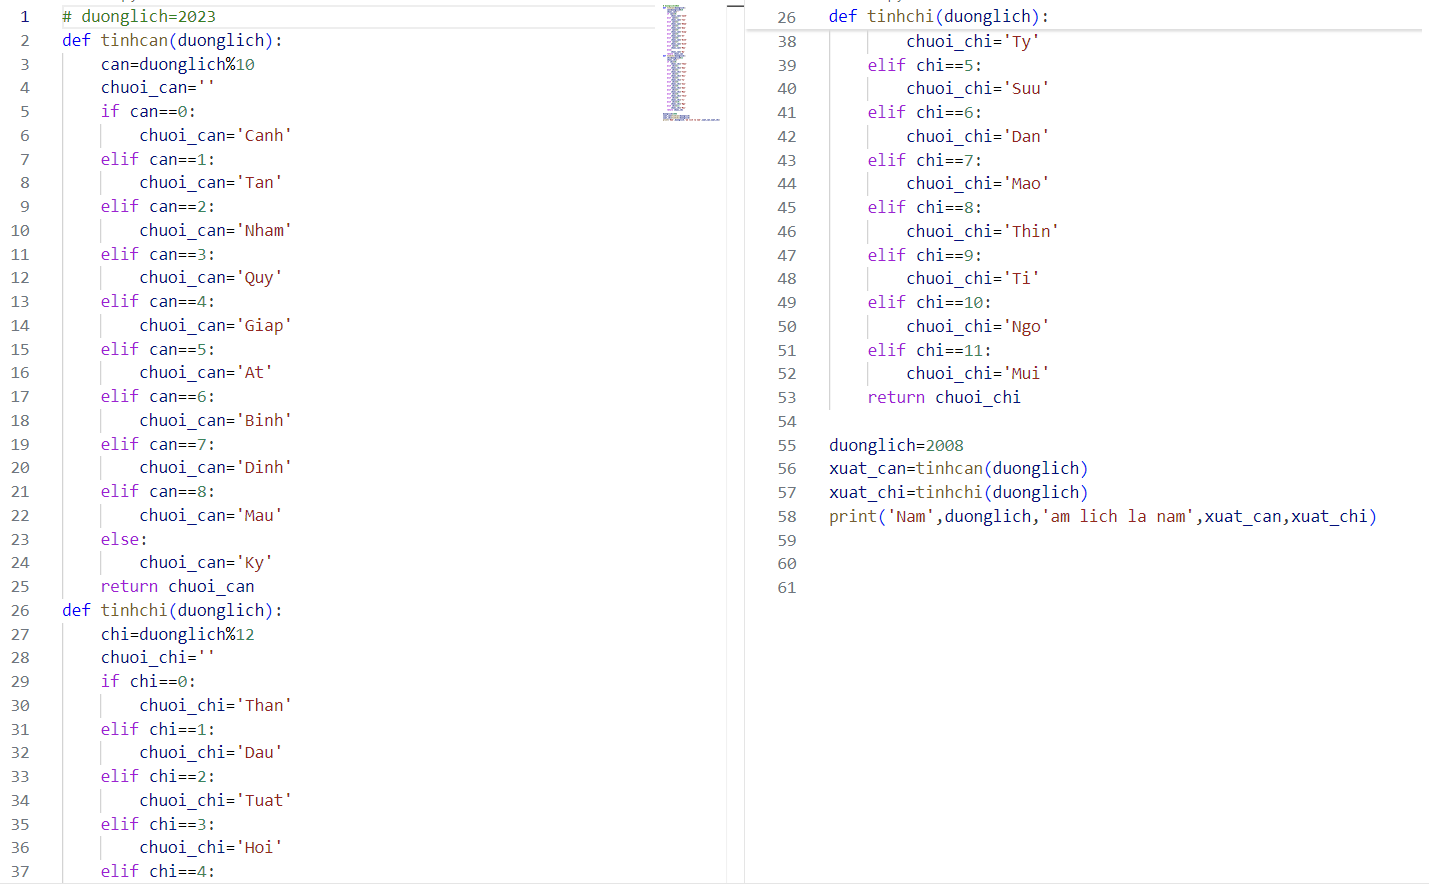 1 # duonglich=2023
2 def tinhcan(duonglich):
3 can=duonglich%10
4 chuoi_can=''
5 if can==0:
6 chuoi_can='Canh'
7 elif can==1:
8 chuoi_can='Tan'
9 elif can==2:
10 chuoi_can='Nham'
11 elif can==3:
12 chuoi_can='Quy'
13 elif can==4:
14 chuoi_can='Giap'
15 elif can==5:
16 chuoi_can='At'
17 elif can==6:
18 chuoi_can='Binh'
19 elif can==7:
20 chuoi_can='Dinh'
21 elif can==8:
22 chuoi_can='Mau'
23 else:
24 chuoi_can='Ky'
25 return chuoi_can
26 def tinhchi(duonglich):
27 chi=duonglich%12
28 chuoi_chi=''
29 if chi==0:
30 chuoi_chi='Than'
31 elif chi==1:
32 chuoi_chi='Dau'
33 elif chi==2:
34 chuoi_chi='Tuat'
35 elif chi==3:
36 chuoi_chi='Hoi'
37 elif chi==4:
26 def tinhchi(duonglich):
38 chuoi_chi='Ty'
39 elif chi==5:
40 chuoi_chi='Suu'
41 elif chi==6:
42 chuoi_chi='Dan'
43 elif chi==7:
44 chuoi_chi='Mao'
45 elif chi==8:
46 chuoi_chi='Thin'
47 elif chi==9:
48 chuoi_chi='Ti'
49 elif chi==10:
50 chuoi_chi='Ngo'
51 elif chi==11:
52 chuoi_chi='Mui'
53 return chuoi_chi
54
55 duonglich=2008
56 xuat_can=tinhcan(duonglich)
57 xuat_chi=tinhchi(duonglich)
58 print('Nam',duonglich,'am lich la nam',xuat_can,xuat_chi)
59
60
61